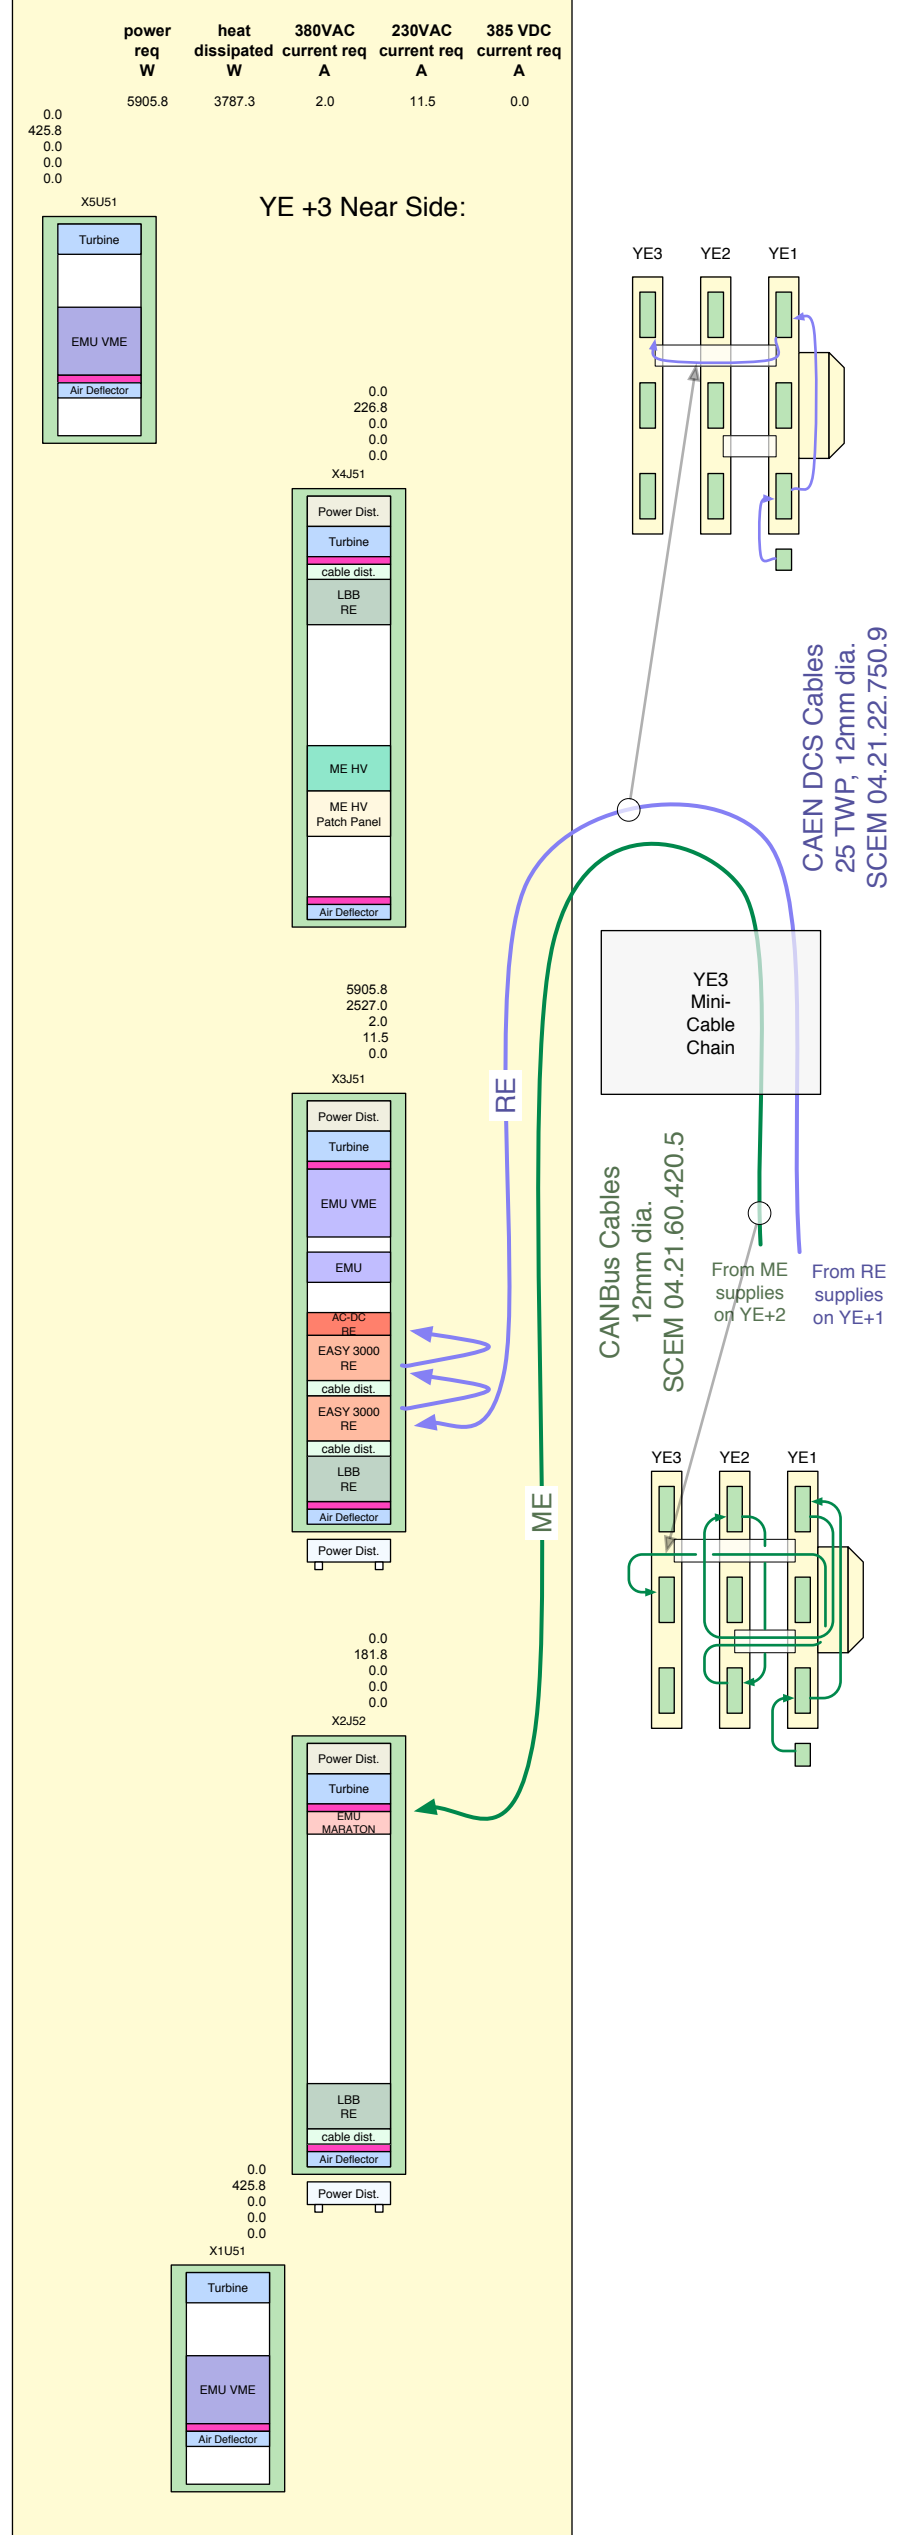 power heat 380VAC 230VAC 385 VDC
req dissipated current req current req current req
W W A A A
5905.8 3787.3 2.0 11.5 0.0
0.0
425.8
0.0
0.0
0.0
X5U51
YE +3 Near Side:
Turbine
EMU VME
Air Deflector
YE3 YE2 YE1
0.0
226.8
0.0
0.0
0.0
X4J51
Power Dist.
Turbine
cable dist.
LBB
RE
ME HV
ME HV
Patch Panel
Air Deflector
CAEN DCS Cables
25 TWP, 12mm dia.
SCEM 04.21.22.750.9
YE3
Mini-
Cable
Chain
5905.8
2527.0
2.0
11.5
0.0
X3J51
Power Dist.
Turbine
EMU VME
EMU
AC-DC
RE
EASY 3000
RE
cable dist.
EASY 3000
RE
cable dist.
LBB
RE
Air Deflector
Power Dist.
RE
ME
CANBus Cables
12mm dia.
SCEM 04.21.60.420.5
From ME
supplies
on YE+2
From RE
supplies
on YE+1
YE3 YE2 YE1
0.0
181.8
0.0
0.0
0.0
X2J52
Power Dist.
Turbine
EMU
MARATON
LBB
RE
cable dist.
Air Deflector
Power Dist.
0.0
425.8
0.0
0.0
0.0
X1U51
Turbine
EMU VME
Air Deflector